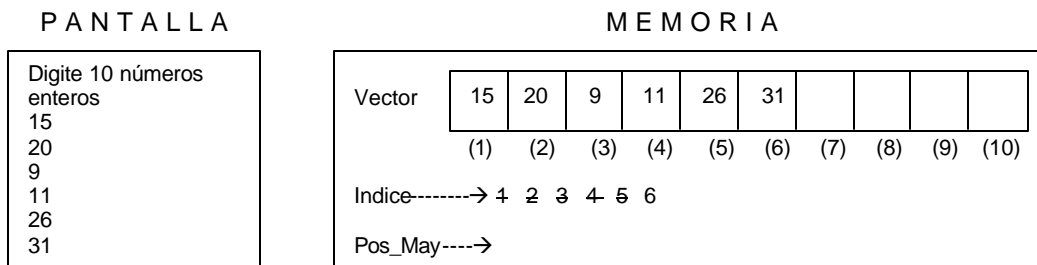 P A N T A L L A
M E M O R I A
Digite 10 números
enteros
15
20
9
11
26
31
Vector 15 20 9 11 26 31
(1) (2) (3) (4) (5) (6) (7) (8) (9) (10)
Indice--------→ 1 2 3 4 5 6
Pos_May----→